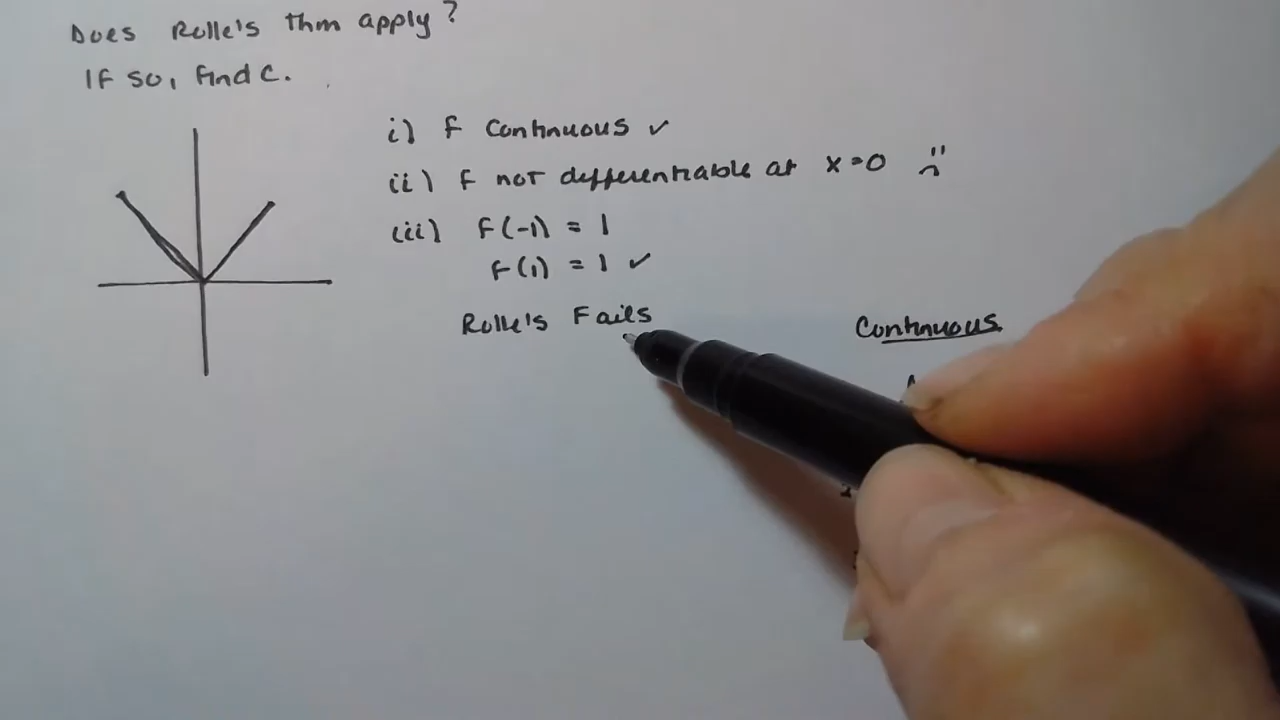 Does Rolle's thm apply?
If so, find c.
i) f continuous ✓
ii) f not differentiable at x=0
iii) f(-1) = 1
f(1) = 1 ✓
Rolle's Fails
Continuous